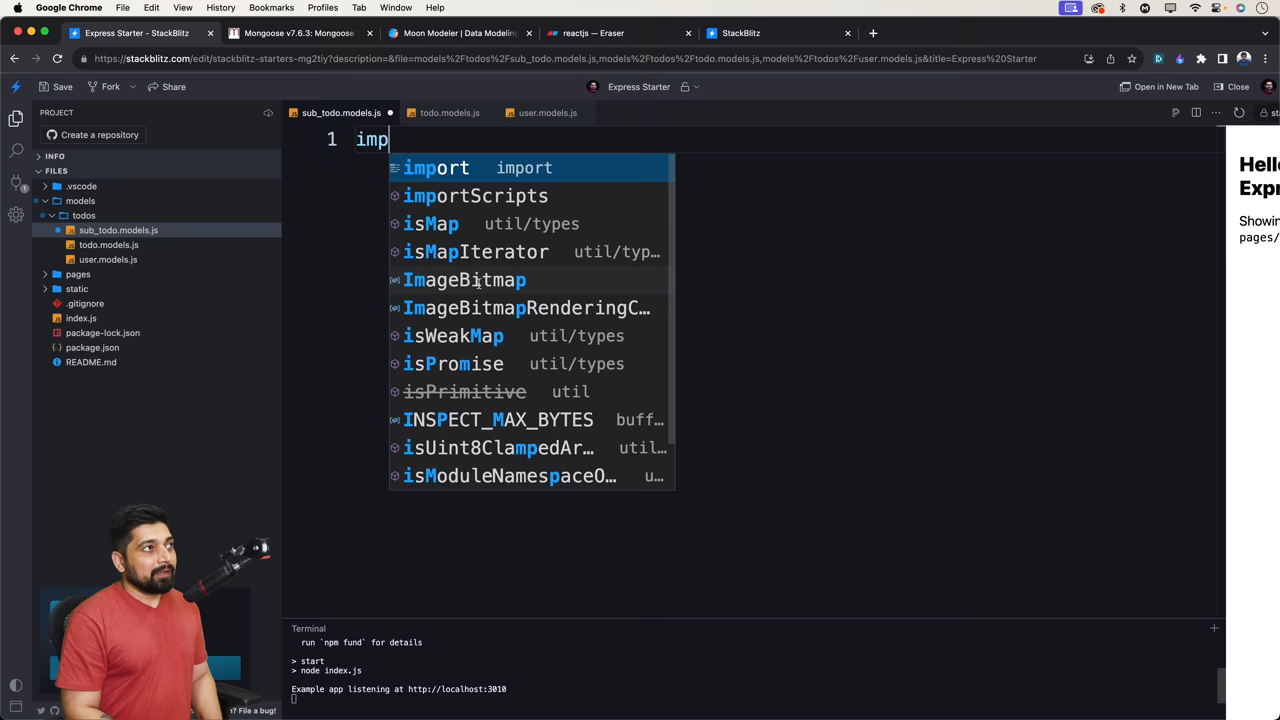 Google Chrome File Edit View History Bookmarks Profiles Tab Window Help
Express Starter - StackBlitz
Mongoose v7.6.3: Mongoose
Moon Modeler | Data Modeling
reactjs — Eraser
StackBlitz
https://stackblitz.com/edit/stackblitz-starters-mg2tiy?description=&file=models%2Ftodos%2Fsub_todo.models.js,models%2Ftodos%2Ftodo.models.js,models%2Ftodos%2Fuser.models.js&title=Express%20Starter
Save Fork Share Express Starter Open in New Tab Close
PROJECT
sub_todo.models.js todo.models.js user.models.js
Create a repository
INFO
FILES
.vscode
models
todos
sub_todo.models.js
todo.models.js
user.models.js
pages
static
.gitignore
index.js
package-lock.json
package.json
README.md
1 imp
import import
importScripts
isMap util/types
isMapIterator util/typ…
ImageBitmap
ImageBitmapRenderingC…
isWeakMap util/types
isPromise util/types
isPrimitive util
INSPECT_MAX_BYTES buff…
isUint8ClampedAr… util…
isModuleNamespaceO… u…
Hello
Showin
pages/
Terminal
run `npm fund` for details
> start
> node index.js
Example app listening at http://localhost:3010
? File a bug!